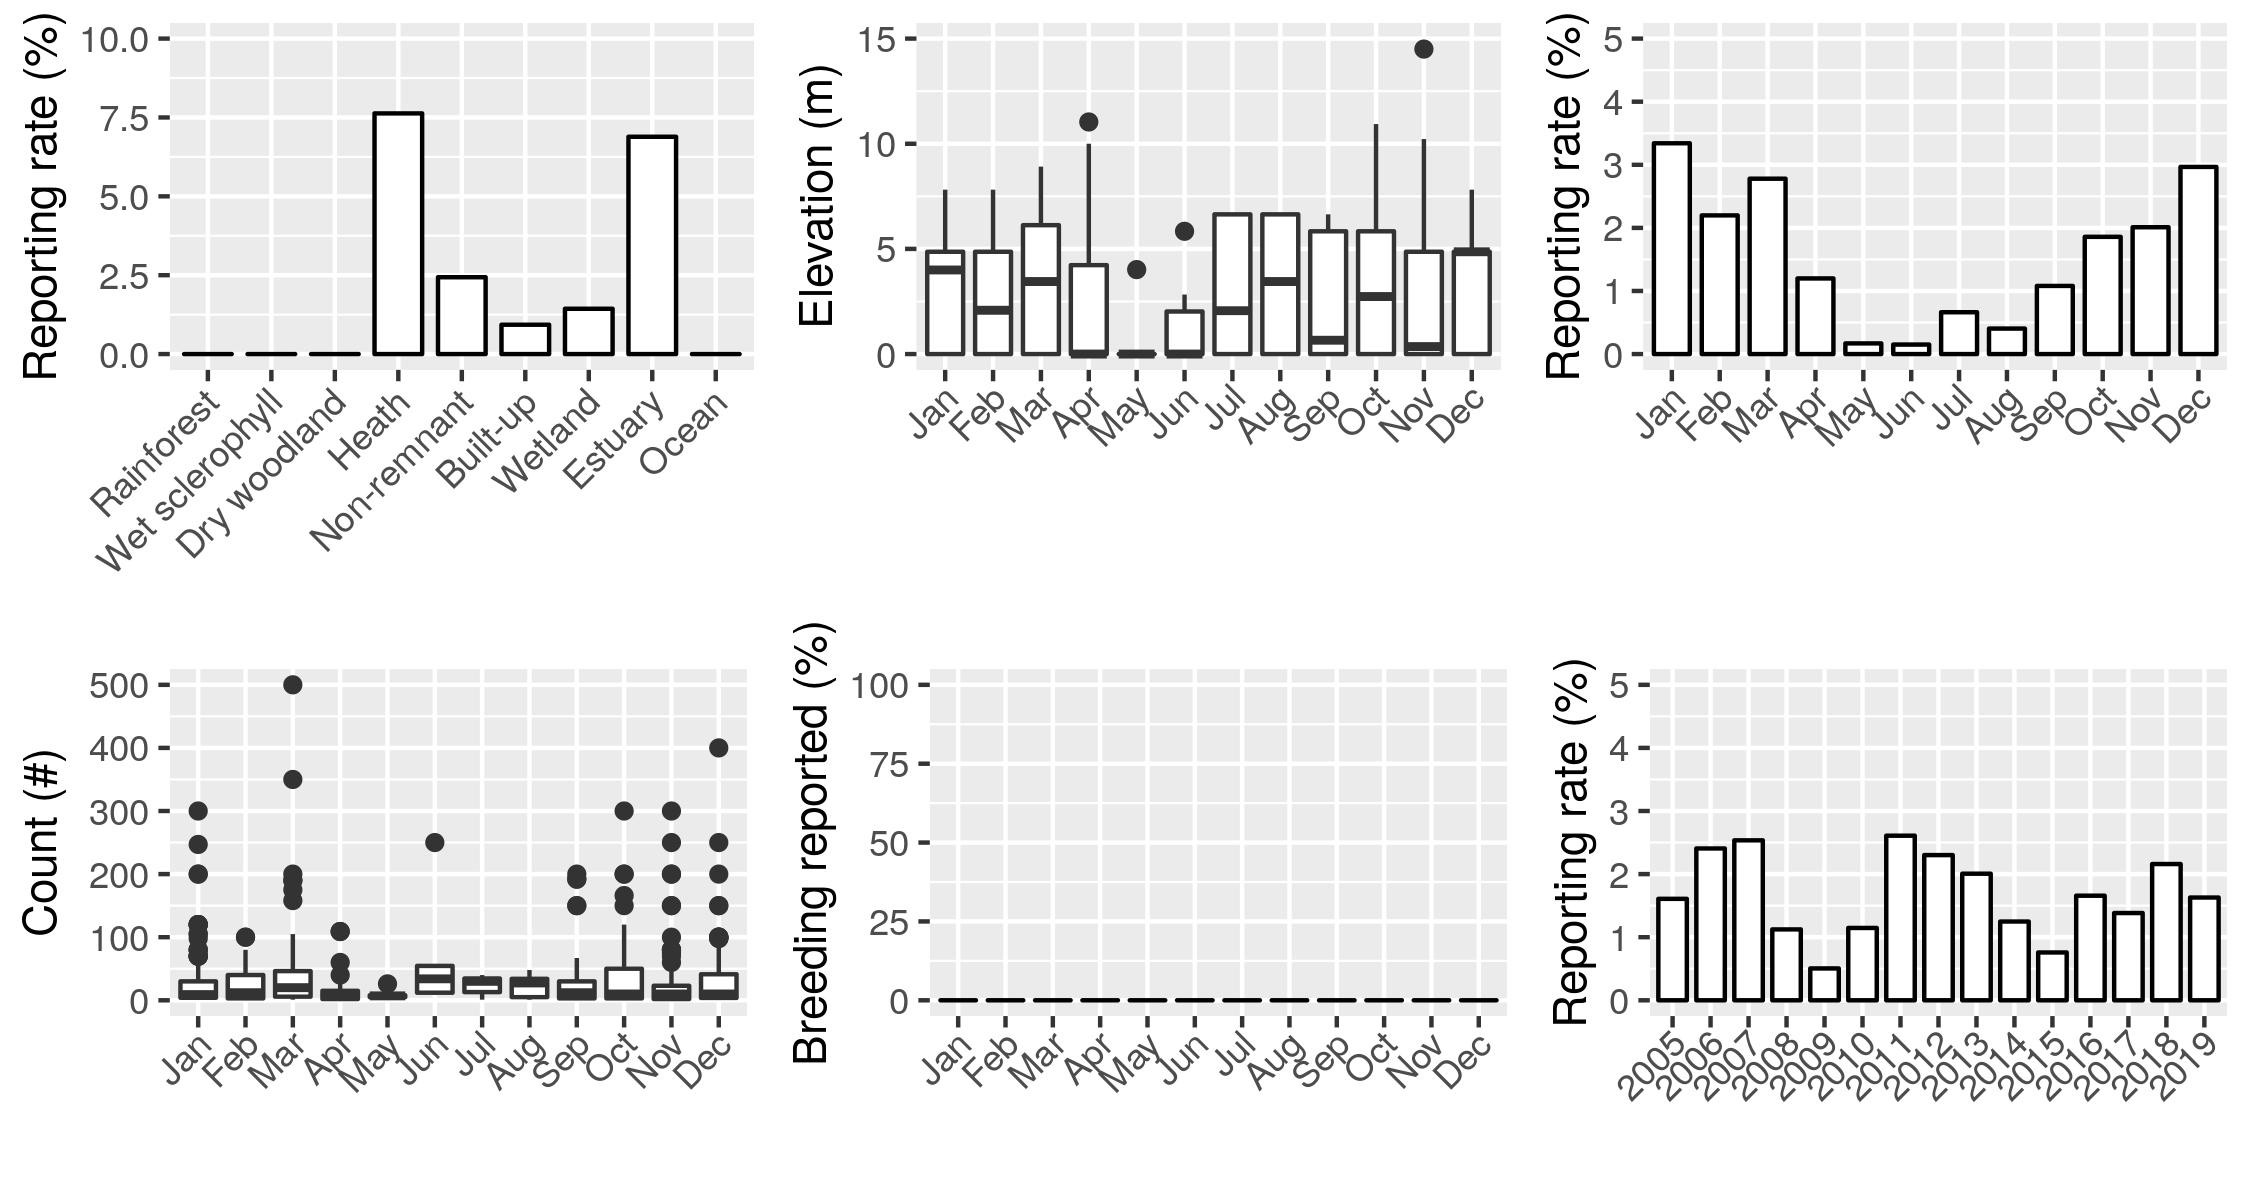 Reporting rate (%)
10.0
7.5
5.0
2.5
0.0
Rainforest
Wet sclerophyll
Dry woodland
Heath
Non-remnant
Built-up
Wetland
Estuary
Ocean
Elevation (m)
15
10
5
0
Jan
Feb
Mar
Apr
May
Jun
Jul
Aug
Sep
Oct
Nov
Dec
Reporting rate (%)
5
4
3
2
1
0
Jan
Feb
Mar
Apr
May
Jun
Jul
Aug
Sep
Oct
Nov
Dec
Count (#)
500
400
300
200
100
0
Jan
Feb
Mar
Apr
May
Jun
Jul
Aug
Sep
Oct
Nov
Dec
Breeding reported (%)
100
75
50
25
0
Jan
Feb
Mar
Apr
May
Jun
Jul
Aug
Sep
Oct
Nov
Dec
Reporting rate (%)
5
4
3
2
1
0
2005
2006
2007
2008
2009
2010
2011
2012
2013
2014
2015
2016
2017
2018
2019